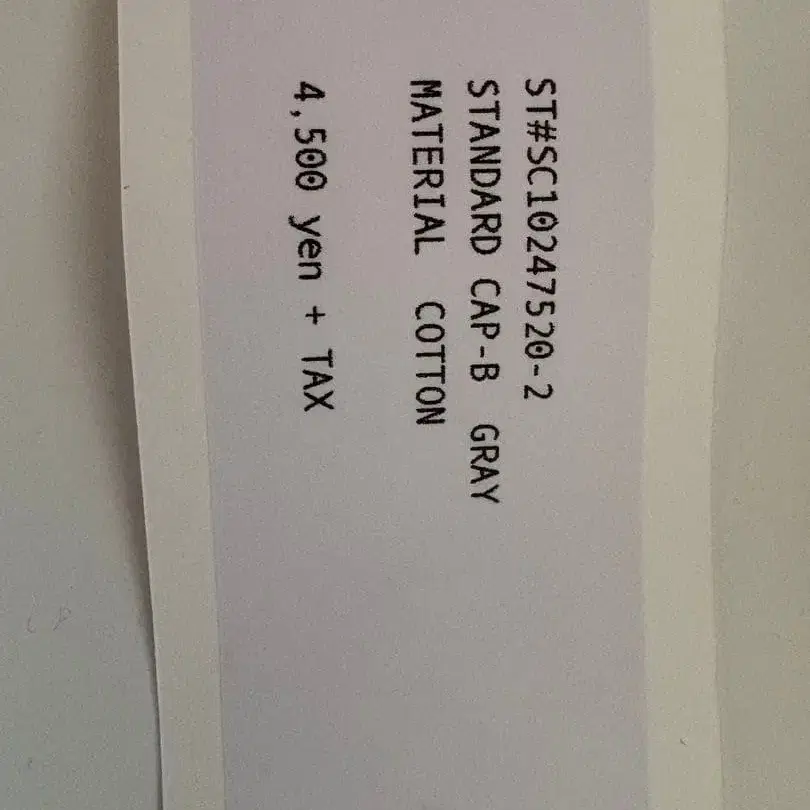 ST#SC10247520-2
STANDARD CAP-B GRAY
MATERIAL COTTON
4,500 yen + TAX